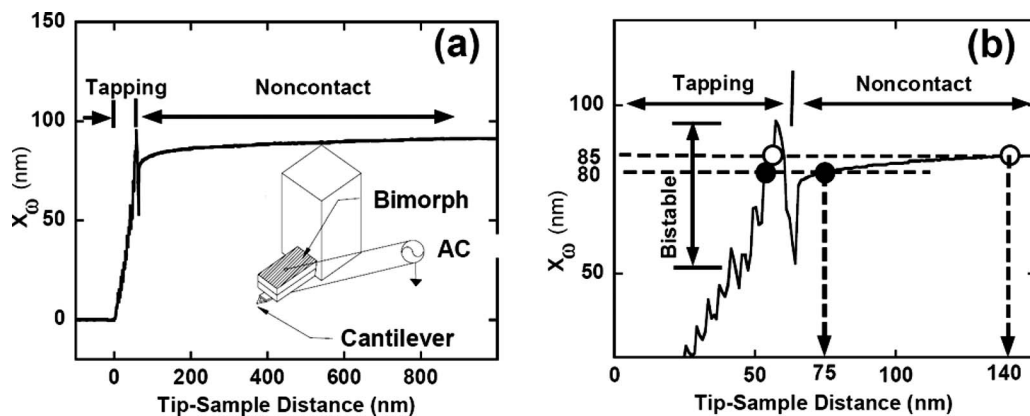 150
(a)
Tapping
Noncontact
100
Xω (nm)
50
Bimorph
AC
0
Cantilever
0 200 400 600 800
Tip-Sample Distance (nm)
(b)
Tapping
Noncontact
100
85
80
Xω (nm)
Bistable
50
0 50 75 100 140
Tip-Sample Distance (nm)